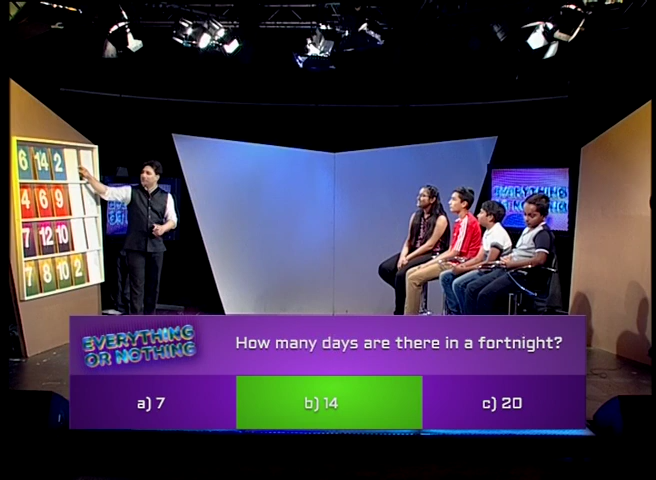 6 14 2
4 6 9
7 12 10
7 8 10 2
EVERYTHING
EVERYTHING
OR NOTHING
How many days are there in a fortnight?
a) 7
b) 14
c) 20